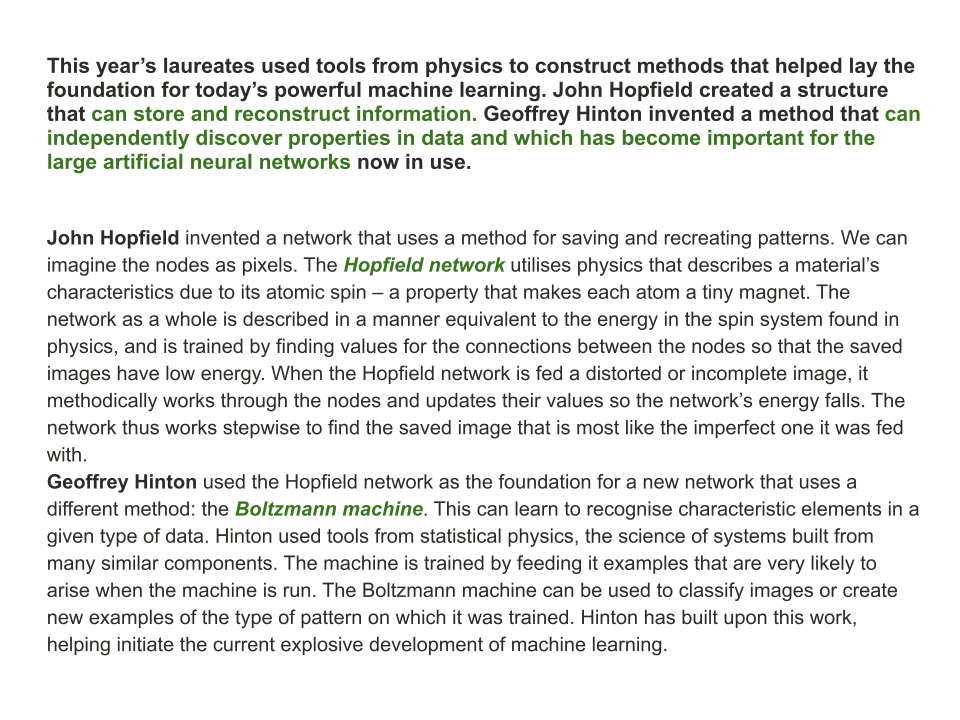 This year’s laureates used tools from physics to construct methods that helped lay the
foundation for today’s powerful machine learning. John Hopfield created a structure
that can store and reconstruct information. Geoffrey Hinton invented a method that can
independently discover properties in data and which has become important for the
large artificial neural networks now in use.
John Hopfield invented a network that uses a method for saving and recreating patterns. We can
imagine the nodes as pixels. The Hopfield network utilises physics that describes a material’s
characteristics due to its atomic spin – a property that makes each atom a tiny magnet. The
network as a whole is described in a manner equivalent to the energy in the spin system found in
physics, and is trained by finding values for the connections between the nodes so that the saved
images have low energy. When the Hopfield network is fed a distorted or incomplete image, it
methodically works through the nodes and updates their values so the network’s energy falls. The
network thus works stepwise to find the saved image that is most like the imperfect one it was fed
with.
Geoffrey Hinton used the Hopfield network as the foundation for a new network that uses a
different method: the Boltzmann machine. This can learn to recognise characteristic elements in a
given type of data. Hinton used tools from statistical physics, the science of systems built from
many similar components. The machine is trained by feeding it examples that are very likely to
arise when the machine is run. The Boltzmann machine can be used to classify images or create
new examples of the type of pattern on which it was trained. Hinton has built upon this work,
helping initiate the current explosive development of machine learning.